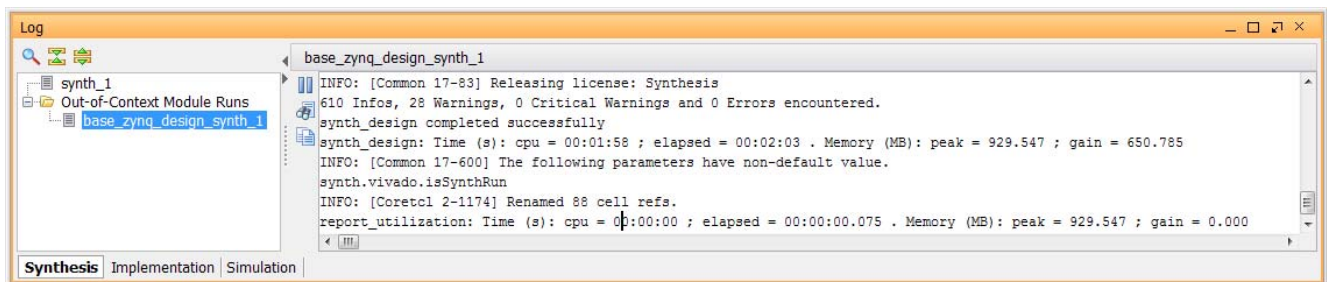 Log
base_zynq_design_synth_1
synth_1
Out-of-Context Module Runs
base_zynq_design_synth_1
INFO: [Common 17-83] Releasing license: Synthesis
610 Infos, 28 Warnings, 0 Critical Warnings and 0 Errors encountered.
synth_design completed successfully
synth_design: Time (s): cpu = 00:01:58 ; elapsed = 00:02:03 . Memory (MB): peak = 929.547 ; gain = 650.785
INFO: [Common 17-600] The following parameters have non-default value.
synth.vivado.isSynthRun
INFO: [Coretcl 2-1174] Renamed 88 cell refs.
report_utilization: Time (s): cpu = 00:00:00 ; elapsed = 00:00:00.075 . Memory (MB): peak = 929.547 ; gain = 0.000
Synthesis Implementation Simulation